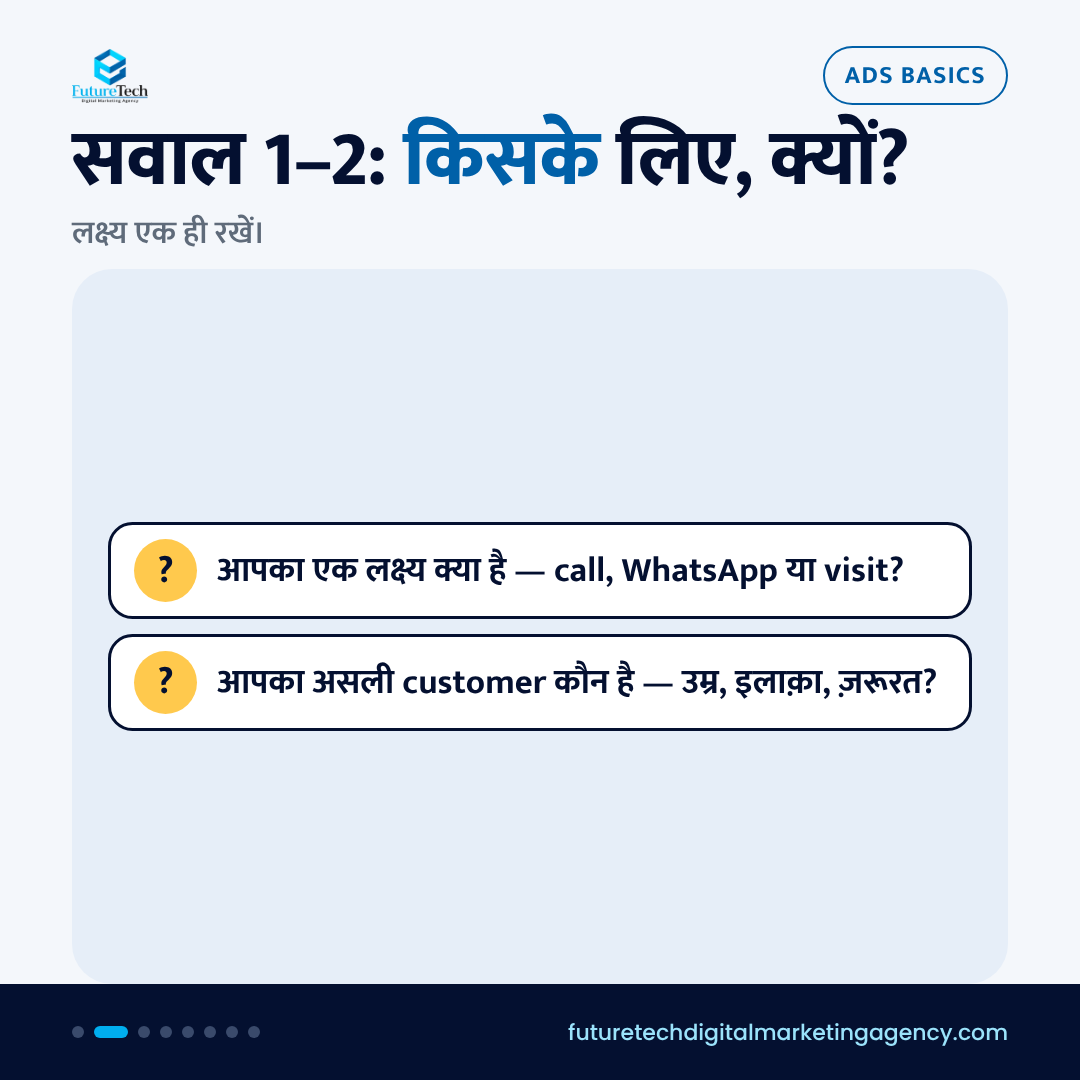 FutureTech
Digital Marketing Agency
ADS BASICS
सवाल 1–2: किसके लिए, क्यों?
लक्ष्य एक ही रखें।
? आपका एक लक्ष्य क्या है — call, WhatsApp या visit?
? आपका असली customer कौन है — उम्र, इलाक़ा, ज़रूरत?
futuretechdigitalmarketingagency.com